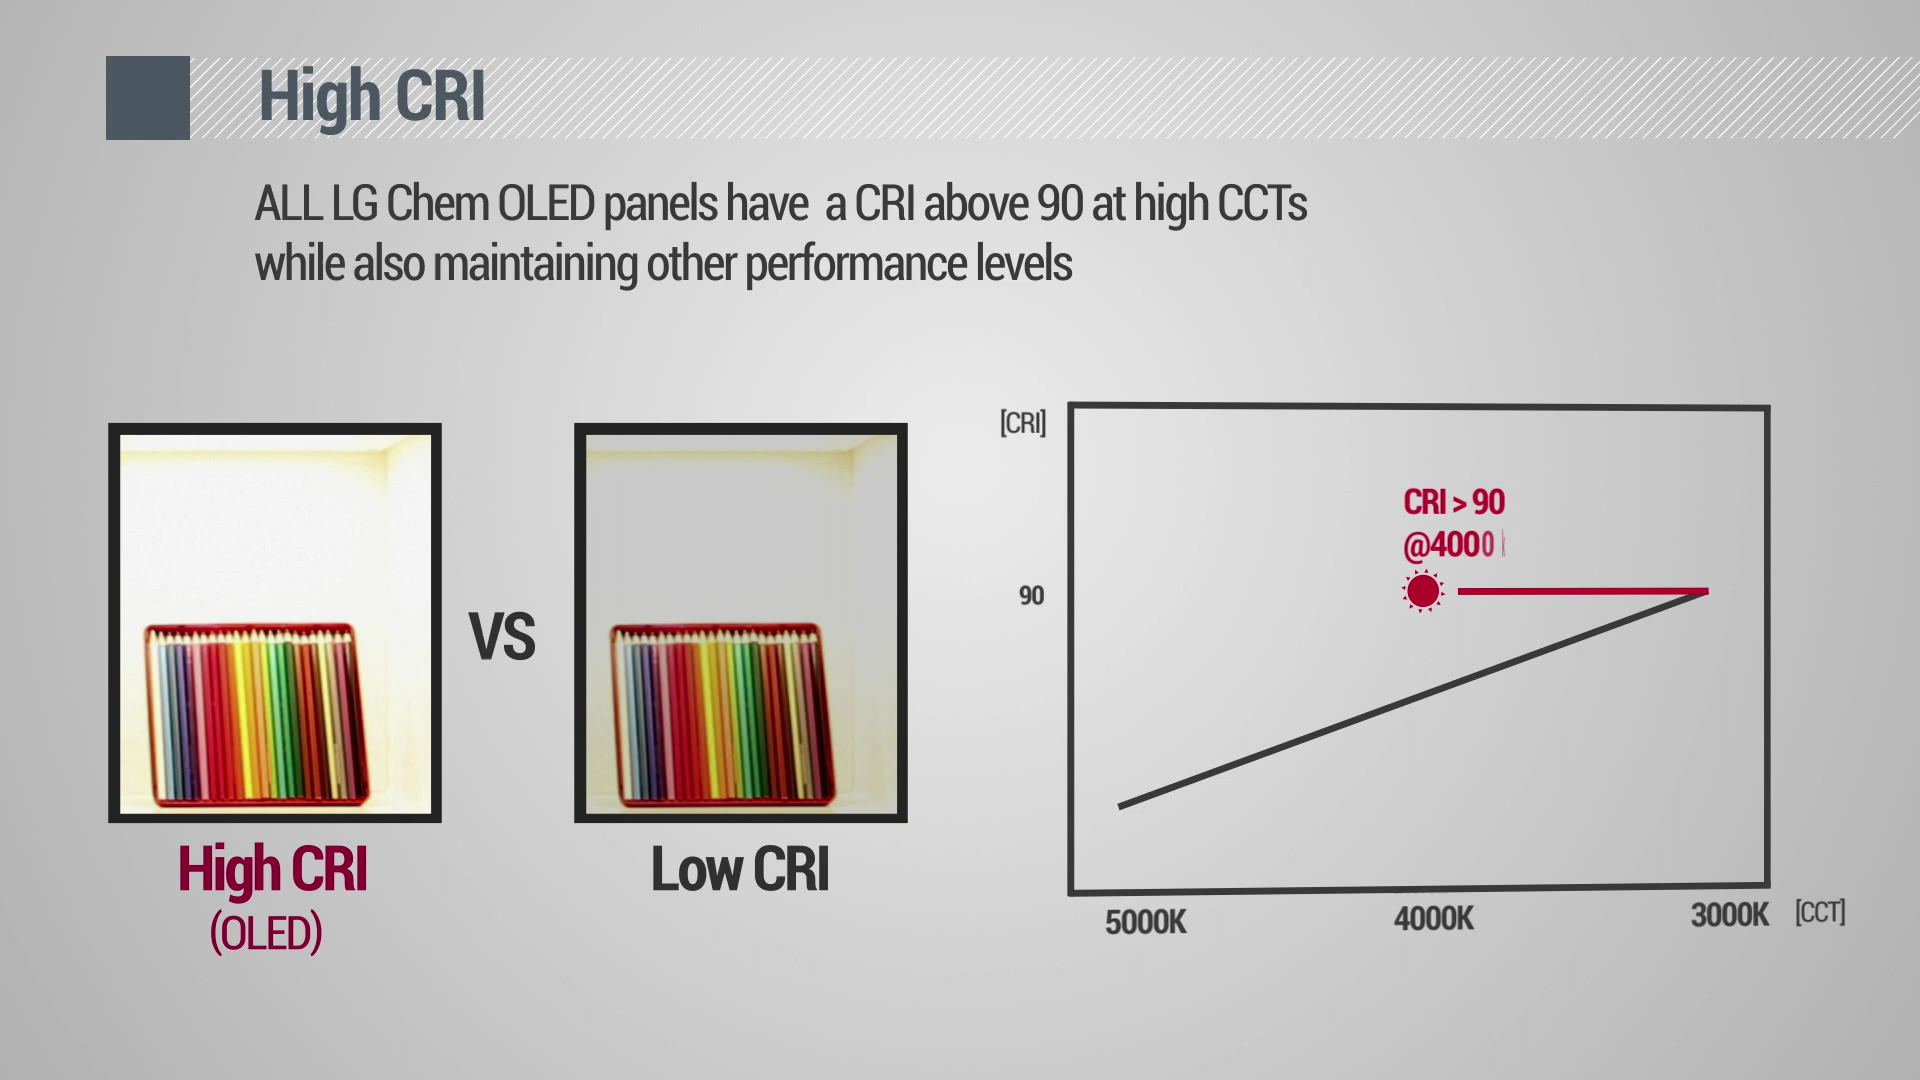 High CRI
ALL LG Chem OLED panels have a CRI above 90 at high CCTs
while also maintaining other performance levels
VS
High CRI
(OLED)
Low CRI
[CRI]
CRI > 90
@4000
90
5000K
4000K
3000K
[CCT]